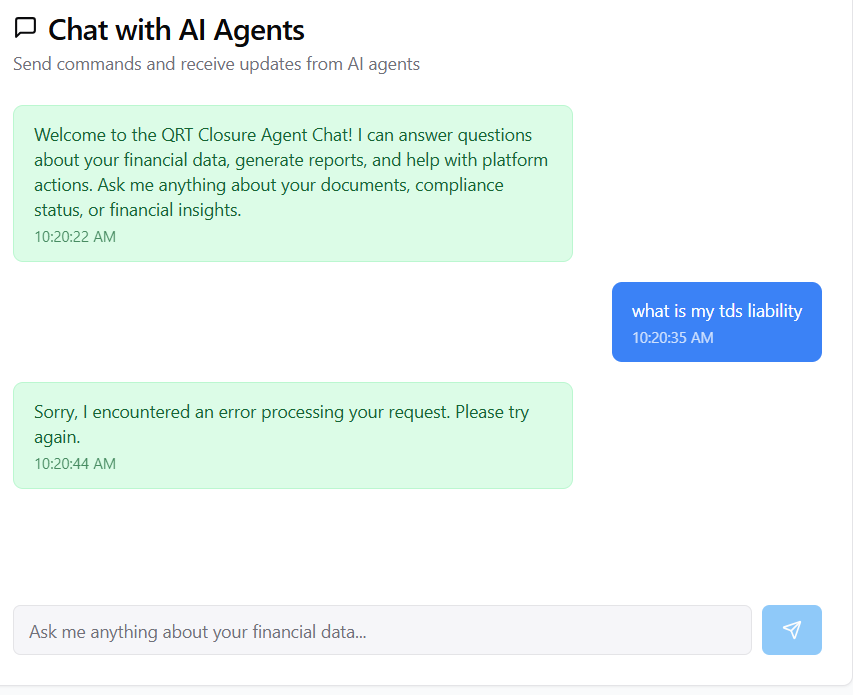 Chat with AI Agents
Send commands and receive updates from AI agents
Welcome to the QRT Closure Agent Chat! I can answer questions
about your financial data, generate reports, and help with platform
actions. Ask me anything about your documents, compliance
status, or financial insights.
10:20:22 AM
what is my tds liability
10:20:35 AM
Sorry, I encountered an error processing your request. Please try
again.
10:20:44 AM
Ask me anything about your financial data...